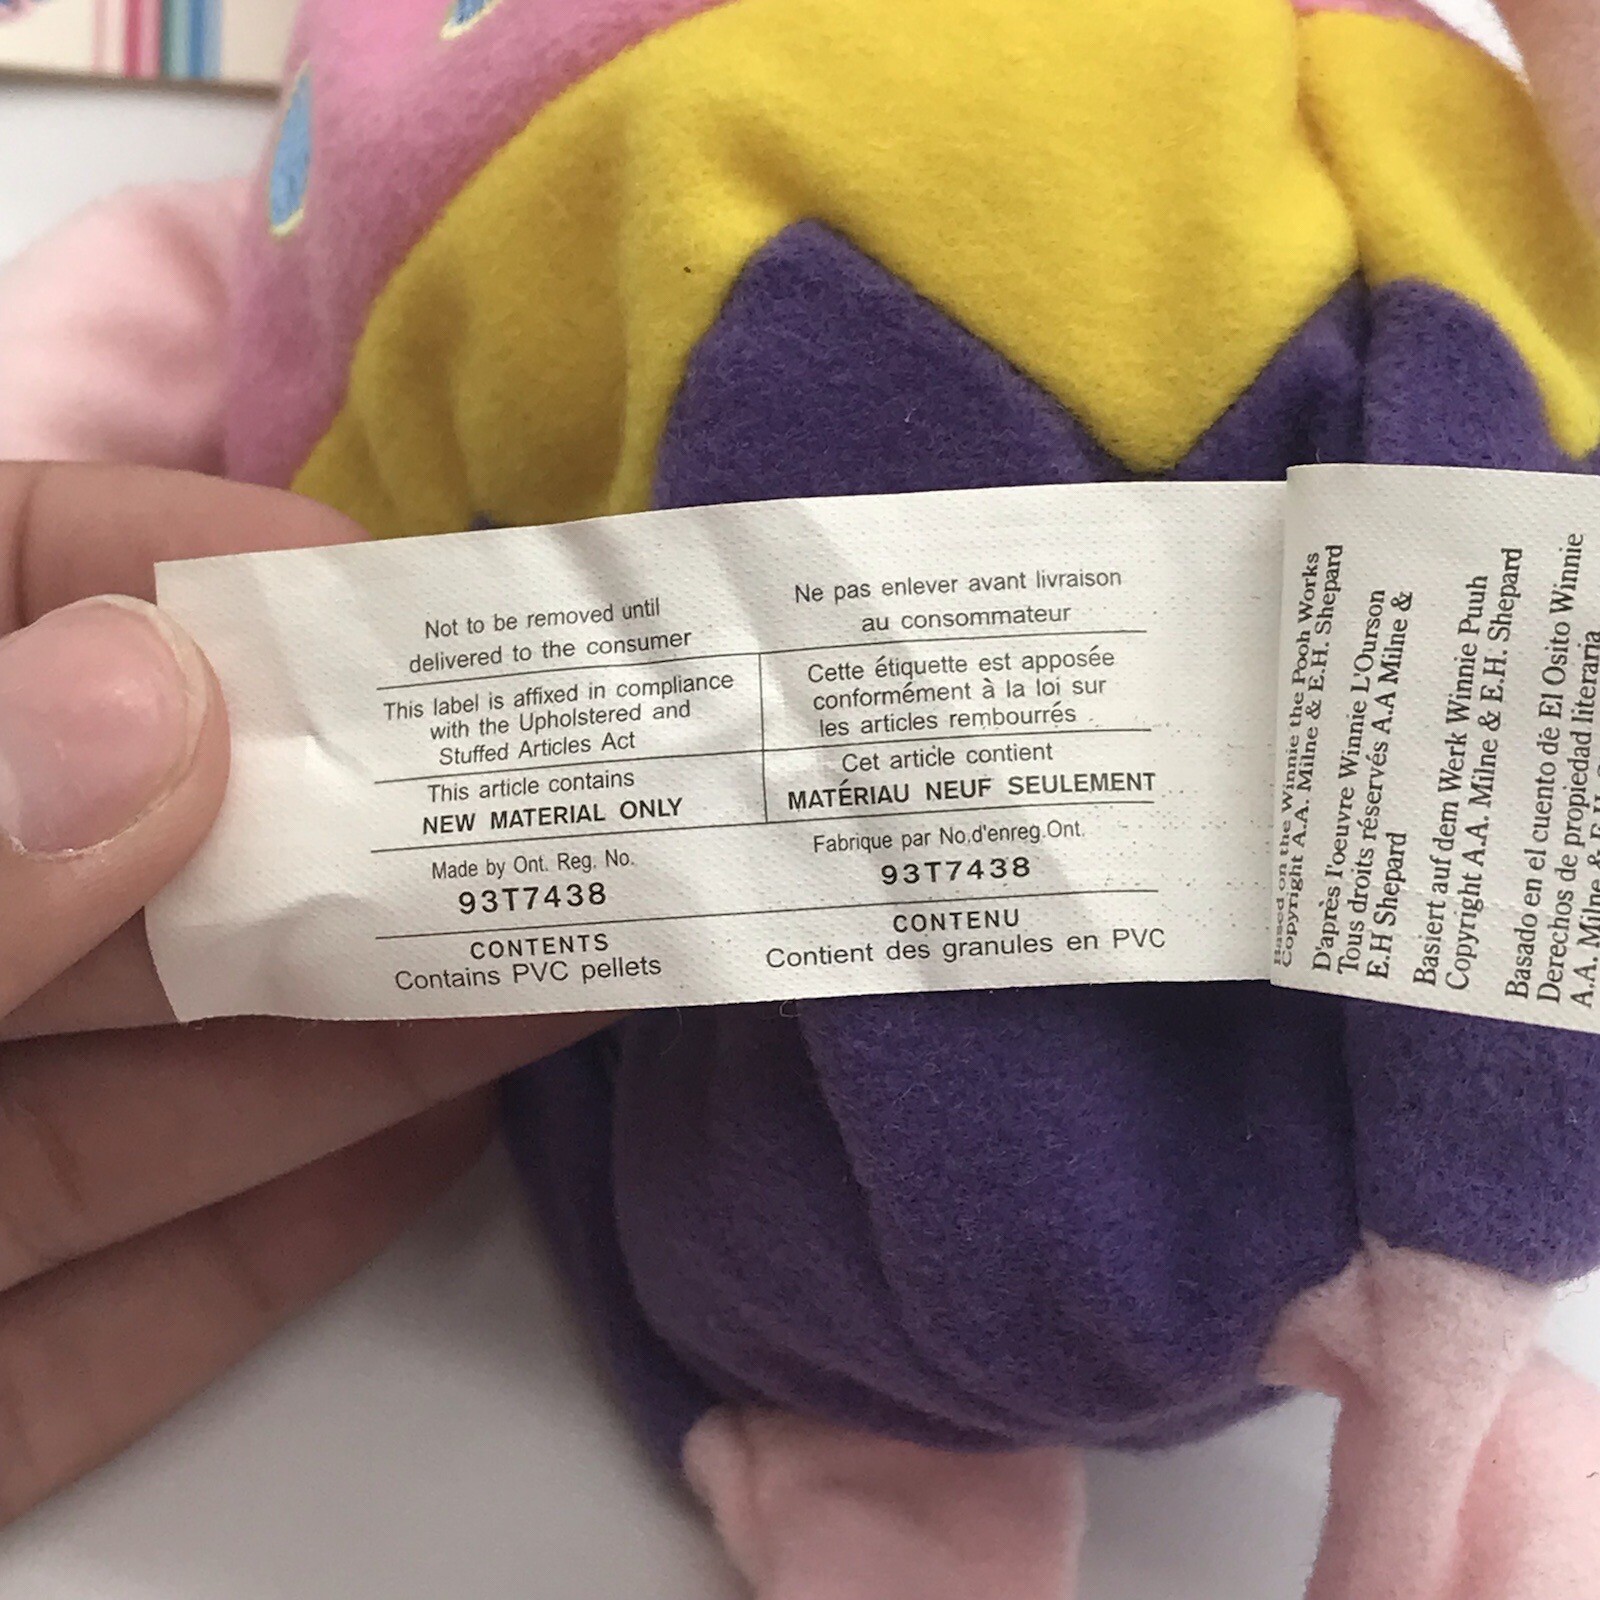 Not to be removed until
delivered to the consumer
This label is affixed in compliance
with the Upholstered and
Stuffed Articles Act
This article contains
NEW MATERIAL ONLY
Made by Ont. Reg. No.
93T7438
CONTENTS
Contains PVC pellets
Ne pas enlever avant livraison
au consommateur
Cette étiquette est apposée
conformément à la loi sur
les articles rembourrés
Cet article contient
MATÉRIAU NEUF SEULEMENT
Fabrique par No.d'enreg.Ont.
93T7438
CONTENU
Contient des granules en PVC
Based on the Winnie the Pooh Works
Copyright A.A. Milne & E.H. Shepard
D'après l'oeuvre Winnie L'Ourson
Tous droits réservés A.A Milne &
E.H Shepard
Basiert auf dem Werk Winnie Puuh
Copyright A.A. Milne & E.H. Shepard
Basado en el cuento de El Osito Winnie
Derechos de propiedad literaria
A.A. Milne &